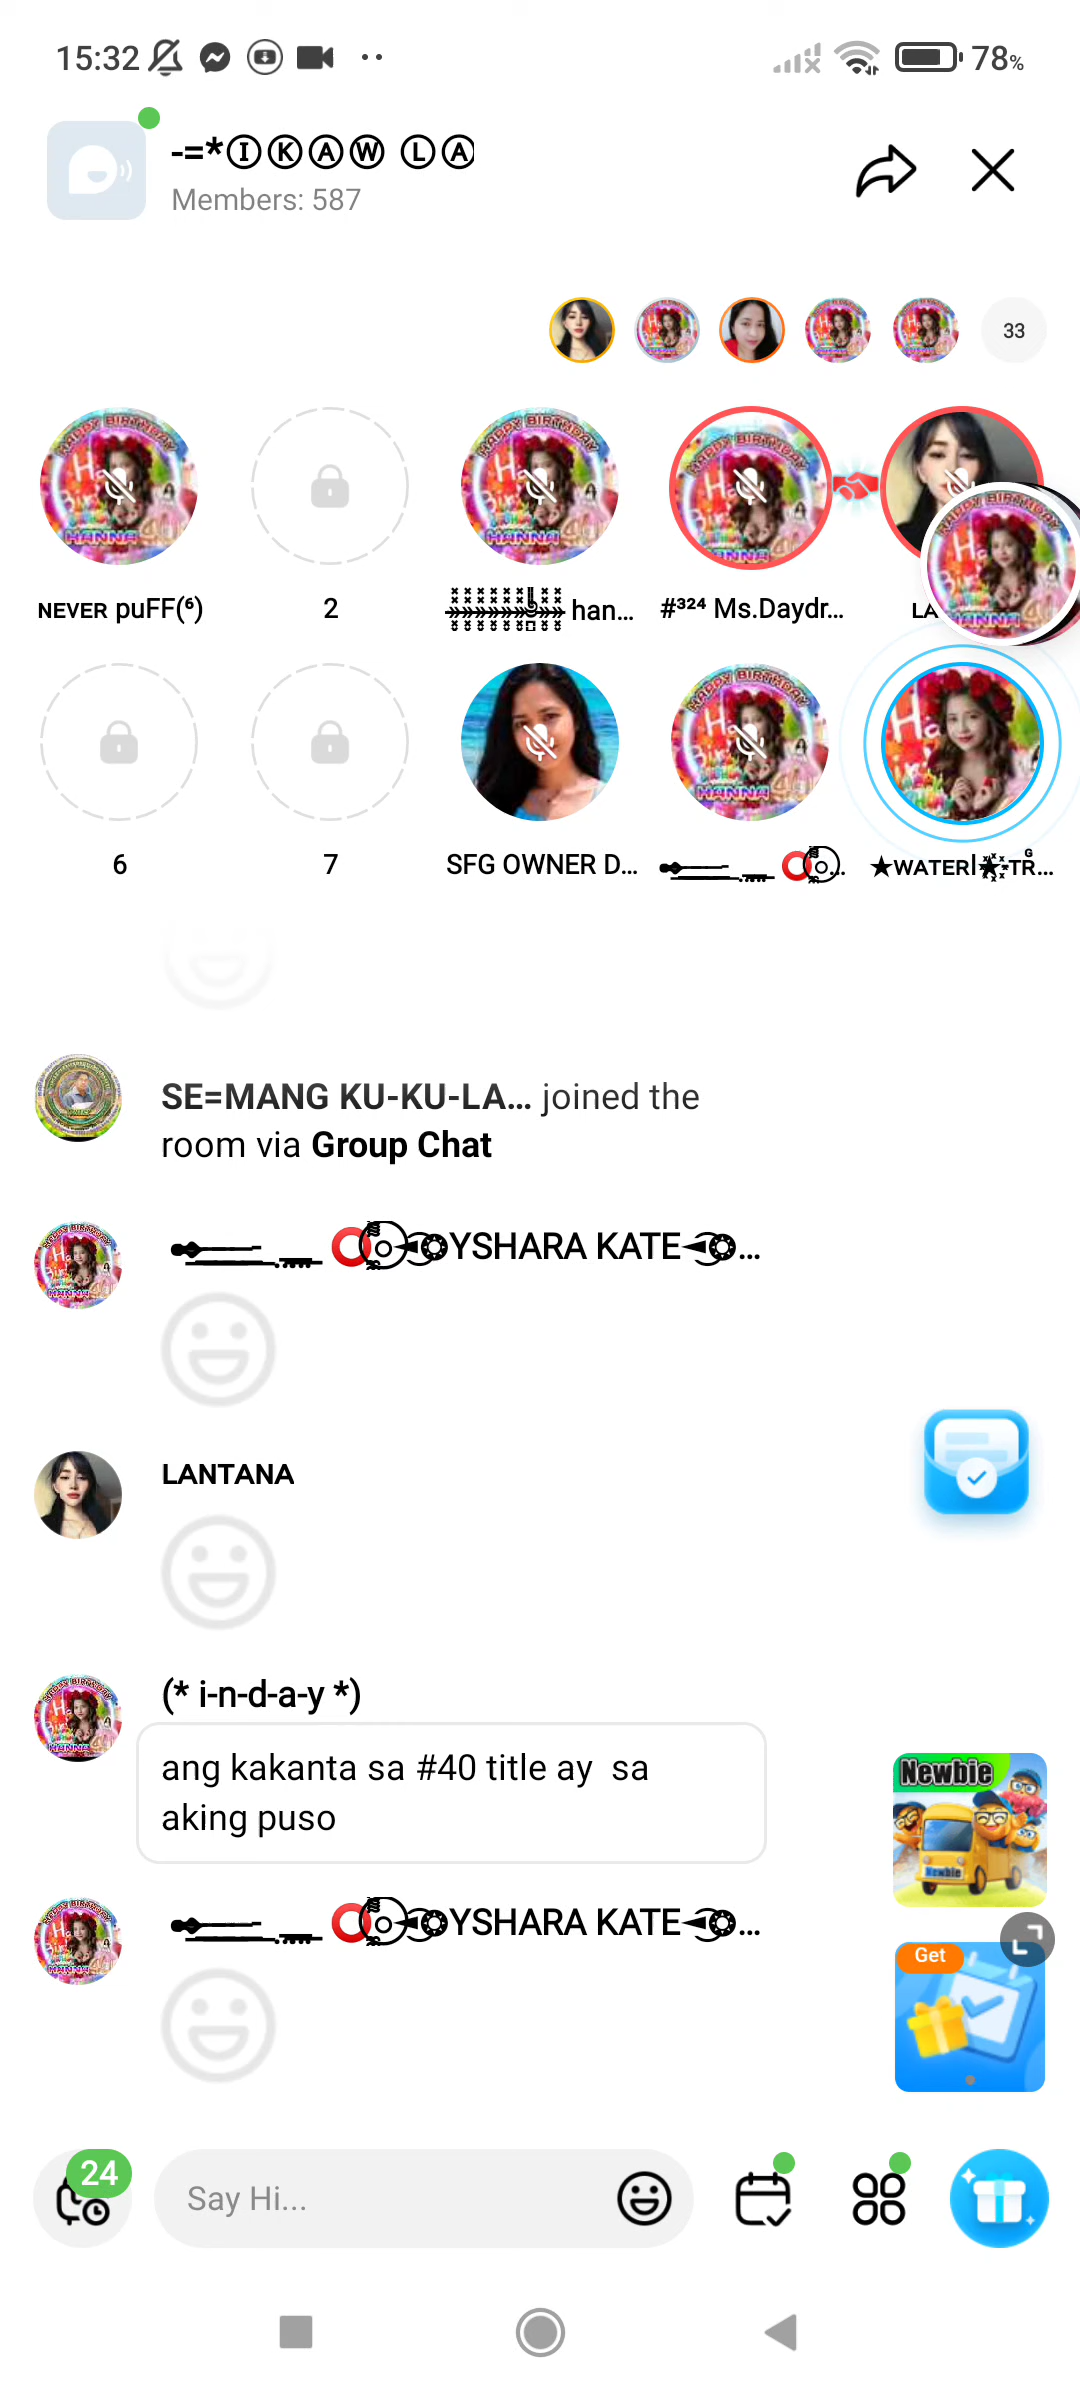 15:32
78%
-=*ⒾⓀⒶⓌ ⓁⒶ
Members: 587
33
NEVER puFF(⁶)
2
han...
#³²⁴ Ms.Daydr...
LA
6
7
SFG OWNER D...
★WATERl
SE=MANG KU-KU-LA... joined the
room via Group Chat
YSHARA KATE
LANTANA
(* i-n-d-a-y *)
ang kakanta sa #40 title ay  sa
aking puso
Newbie
YSHARA KATE
Get
24
Say Hi...